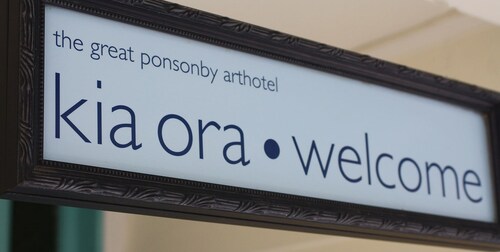 the great ponsonby arthotel
kia ora • welcome